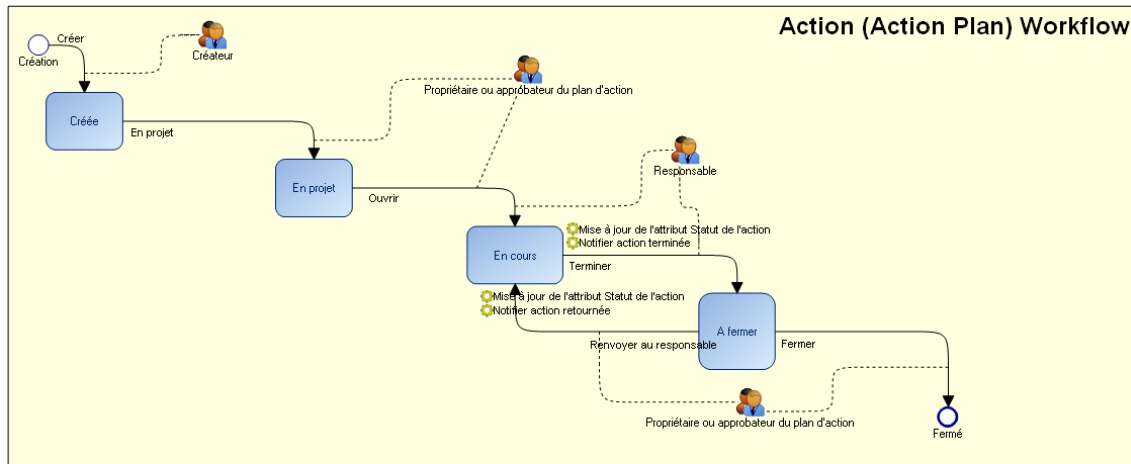 Action (Action Plan) Workflow
Créer
Création
Créateur
Propriétaire ou approbateur du plan d'action
Créée
En projet
Responsable
En projet
Ouvrir
Mise à jour de l'attribut Statut de l'action
Notifier action terminée
En cours
Terminer
Mise à jour de l'attribut Statut de l'action
Notifier action retournée
A fermer
Renvoyer au responsable
Fermer
Propriétaire ou approbateur du plan d'action
Fermé